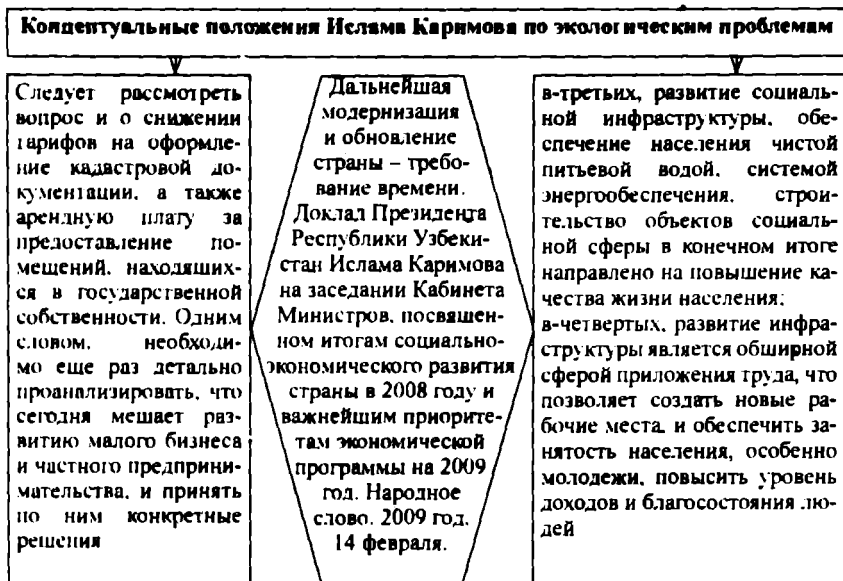 Концептуальные положения Ислама Каримова по экологическим проблемам
Следует рассмотреть
вопрос и о снижении
тарифов на оформле-
ние кадастровой до-
кументации, а также
арендную плату за
предоставление по-
мещений, находящих-
ся в государственной
собственности. Одним
словом, необходи-
мо еще раз детально
проанализировать, что
сегодня мешает раз-
витию малого бизнеса
и частного предприни-
мательства, и принять
по ним конкретные
решения
Дальнейшая
модернизация
и обновление
страны – требо-
вание времени.
Доклад Президента
Республики Узбеки-
стан Ислама Каримова
на заседании Кабинета
Министров, посвящен-
ном итогам социально-
экономического развития
страны в 2008 году и
важнейшим приорите-
там экономической
программы на 2009
год. Народное
слово. 2009 год.
14 февраля.
в-третьих, развитие социаль-
ной инфраструктуры, обе-
спечение населения чистой
питьевой водой, системой
энергообеспечения, строи-
тельство объектов социаль-
ной сферы в конечном итоге
направлено на повышение ка-
чества жизни населения;
в-четвертых, развитие инфра-
структуры является обширной
сферой приложения труда, что
позволяет создать новые ра-
бочие места, и обеспечить за-
нятость населения, особенно
молодежи, повысить уровень
доходов и благосостояния лю-
дей